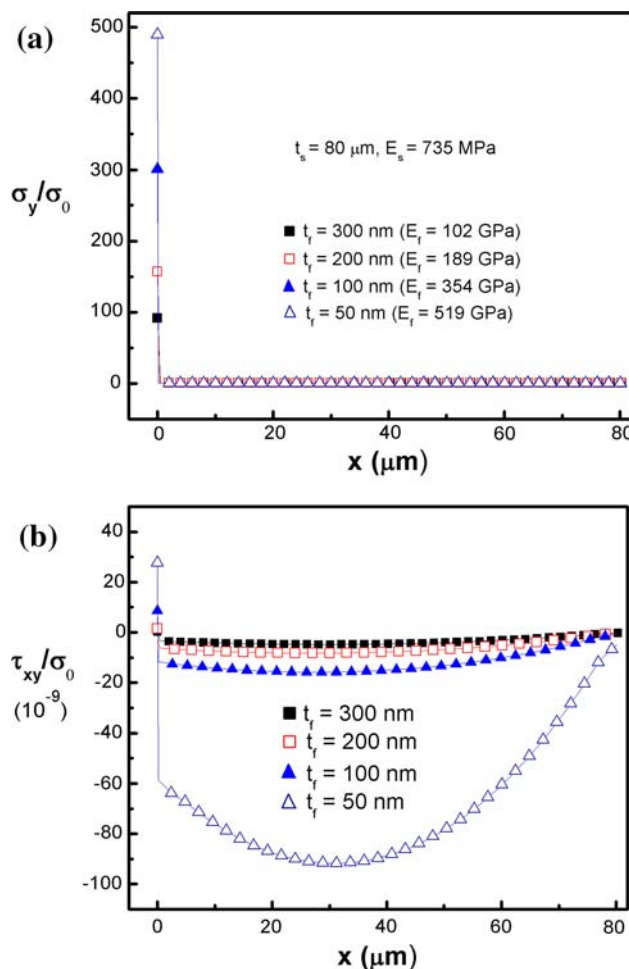 (a)
500
400
300
200
100
0
σy/σ0
ts = 80 μm, Es = 735 MPa
tf = 300 nm (Ef = 102 GPa)
tf = 200 nm (Ef = 189 GPa)
tf = 100 nm (Ef = 354 GPa)
tf = 50 nm (Ef = 519 GPa)
0 20 40 60 80
x (μm)
(b)
40
20
0
-20
-40
-60
-80
-100
τxy/σ0
(10-9)
tf = 300 nm
tf = 200 nm
tf = 100 nm
tf = 50 nm
0 20 40 60 80
x (μm)